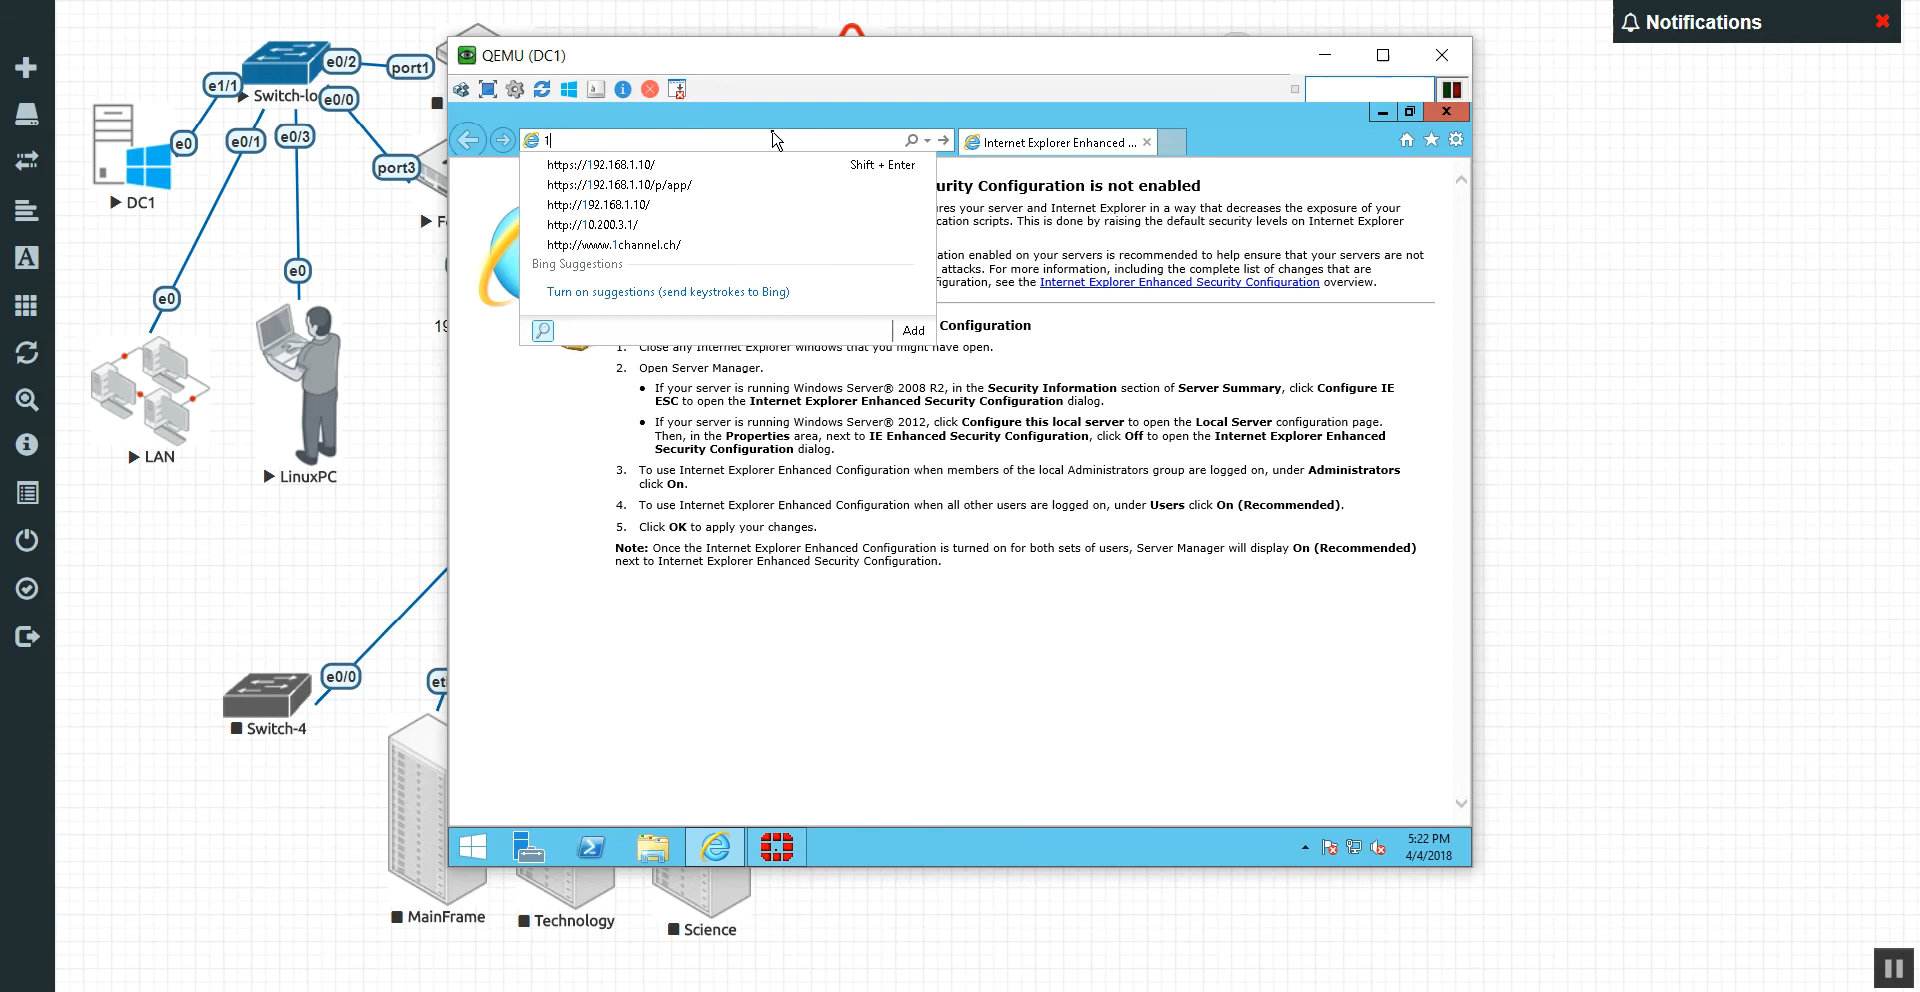 Notifications
QEMU (DC1)
e0/2
port1
e1/1
Switch-lo
e0/0
e0
e0/1
e0/3
port3
DC1
1
Internet Explorer Enhanced ...
https://192.168.1.10/
Shift + Enter
https://192.168.1.10/p/app/
http://192.168.1.10/
http://10.200.3.1/
http://www.1channel.ch/
Bing Suggestions
Turn on suggestions (send keystrokes to Bing)
Add
urity Configuration is not enabled
res your server and Internet Explorer in a way that decreases the exposure of your
cation scripts. This is done by raising the default security levels on Internet Explorer
ation enabled on your servers is recommended to help ensure that your servers are not
attacks. For more information, including the complete list of changes that are
figuration, see the Internet Explorer Enhanced Security Configuration overview.
Configuration
1. Close any Internet Explorer windows that you might have open.
2. Open Server Manager.
• If your server is running Windows Server® 2008 R2, in the Security Information section of Server Summary, click Configure IE
ESC to open the Internet Explorer Enhanced Security Configuration dialog.
• If your server is running Windows Server® 2012, click Configure this local server to open the Local Server configuration page.
Then, in the Properties area, next to IE Enhanced Security Configuration, click Off to open the Internet Explorer Enhanced
Security Configuration dialog.
3. To use Internet Explorer Enhanced Configuration when members of the local Administrators group are logged on, under Administrators
click On.
4. To use Internet Explorer Enhanced Configuration when all other users are logged on, under Users click On (Recommended).
5. Click OK to apply your changes.
Note: Once the Internet Explorer Enhanced Configuration is turned on for both sets of users, Server Manager will display On (Recommended)
next to Internet Explorer Enhanced Security Configuration.
F
e0
e0
19
LAN
LinuxPC
e0/0
et
Switch-4
5:22 PM
4/4/2018
MainFrame
Technology
Science